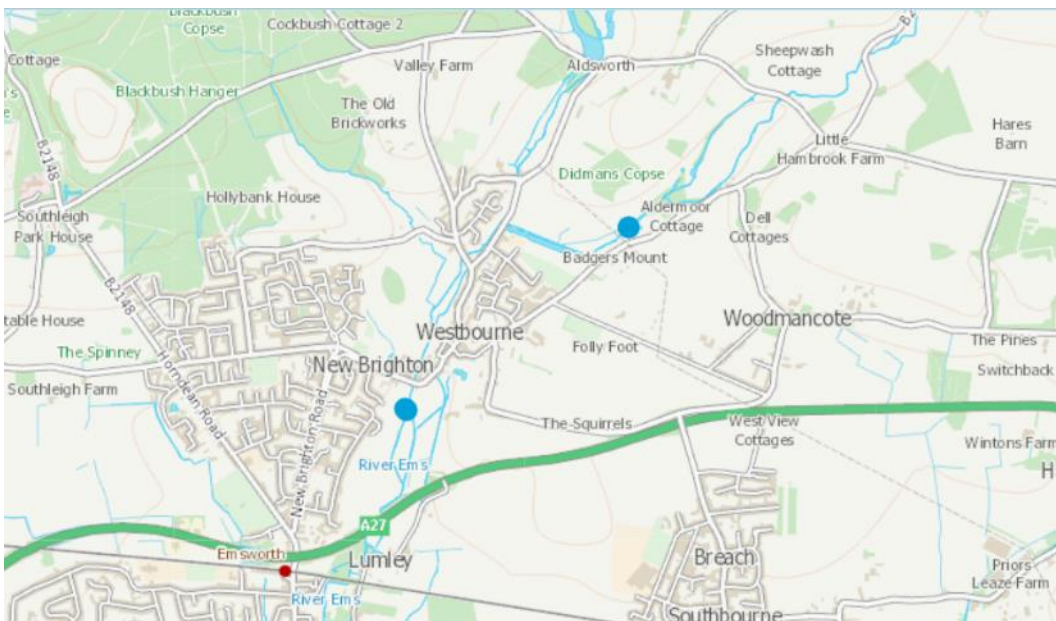 Blackbush
Copse
Cockbush Cottage 2
Cottage
Valley Farm
Aldsworth
Sheepwash
Cottage
Blackbush Hanger
The Old
Brickworks
Hares
Barn
Little
Hambrook Farm
B2148
Didmans Copse
Hollybank House
Southleigh
Park House
Aldermoor
Cottage
Dell
Cottages
Badgers Mount
B2148
table House
Westbourne
Woodmancote
The Spinney
Folly Foot
The Pines
New Brighton
Switchback
Southleigh Farm
Horndean Road
New Brighton Road
The Squirrels
West View
Cottages
Wintons Farm
River Ems
H
A27
Emsworth
Lumley
Breach
Priors
Leaze Farm
River Ems
Southbourne